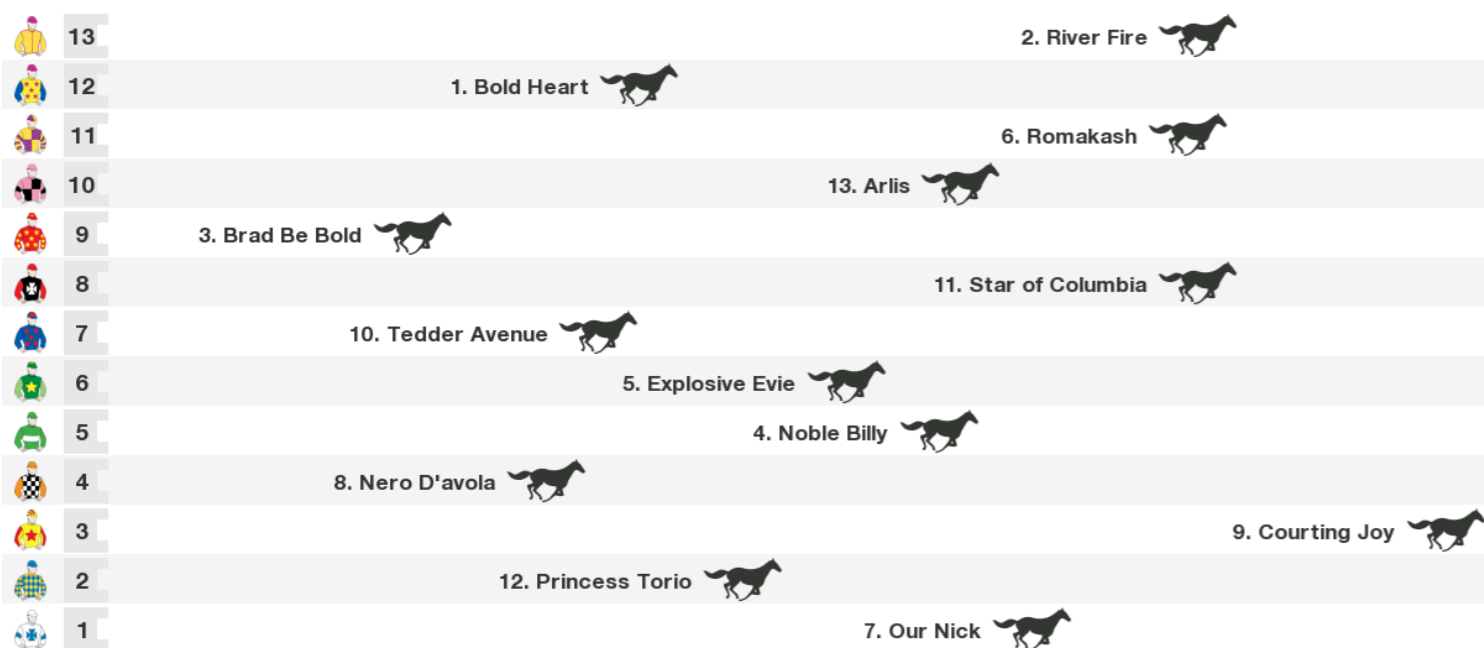 13 2. River Fire
12 1. Bold Heart
11 6. Romakash
10 13. Arlis
9 3. Brad Be Bold
8 11. Star of Columbia
7 10. Tedder Avenue
6 5. Explosive Evie
5 4. Noble Billy
4 8. Nero D'avola
3 9. Courting Joy
2 12. Princess Torio
1 7. Our Nick